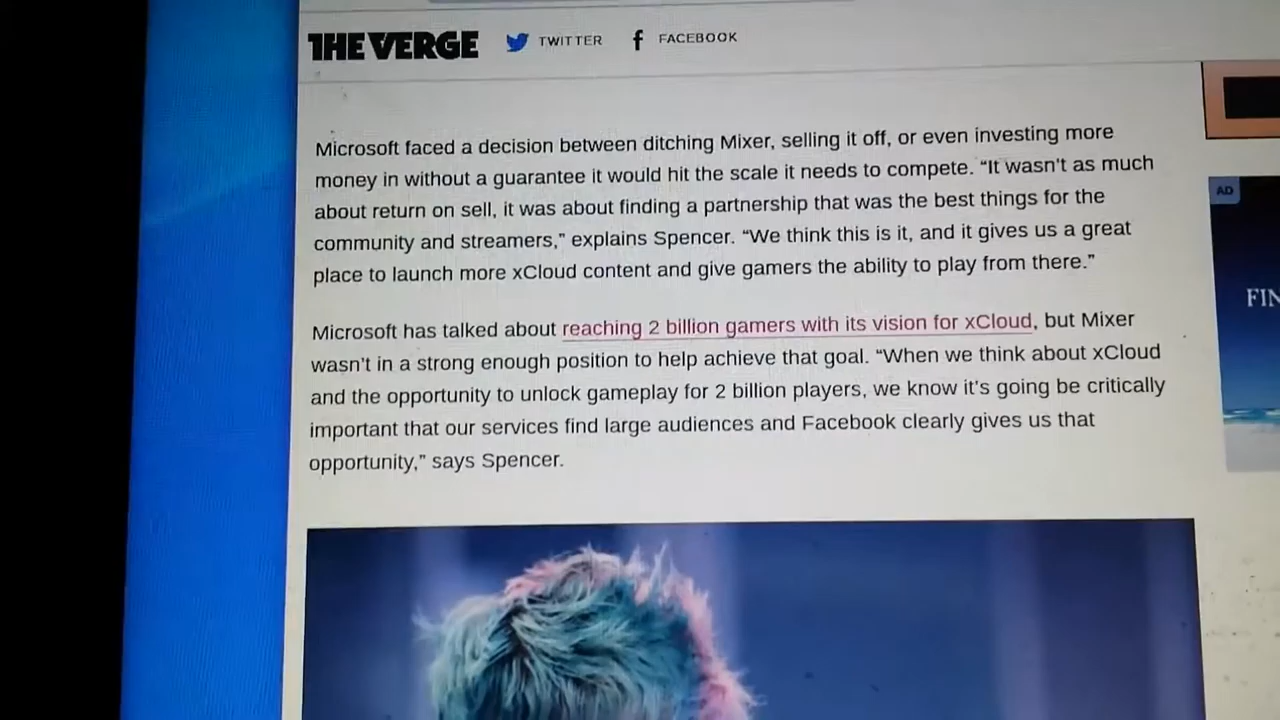 THE VERGE TWITTER FACEBOOK
Microsoft faced a decision between ditching Mixer, selling it off, or even investing more
money in without a guarantee it would hit the scale it needs to compete. “It wasn't as much
about return on sell, it was about finding a partnership that was the best things for the
community and streamers,” explains Spencer. “We think this is it, and it gives us a great
place to launch more xCloud content and give gamers the ability to play from there.”
Microsoft has talked about reaching 2 billion gamers with its vision for xCloud, but Mixer
wasn’t in a strong enough position to help achieve that goal. “When we think about xCloud
and the opportunity to unlock gameplay for 2 billion players, we know it’s going be critically
important that our services find large audiences and Facebook clearly gives us that
opportunity,” says Spencer.
AD
FIN